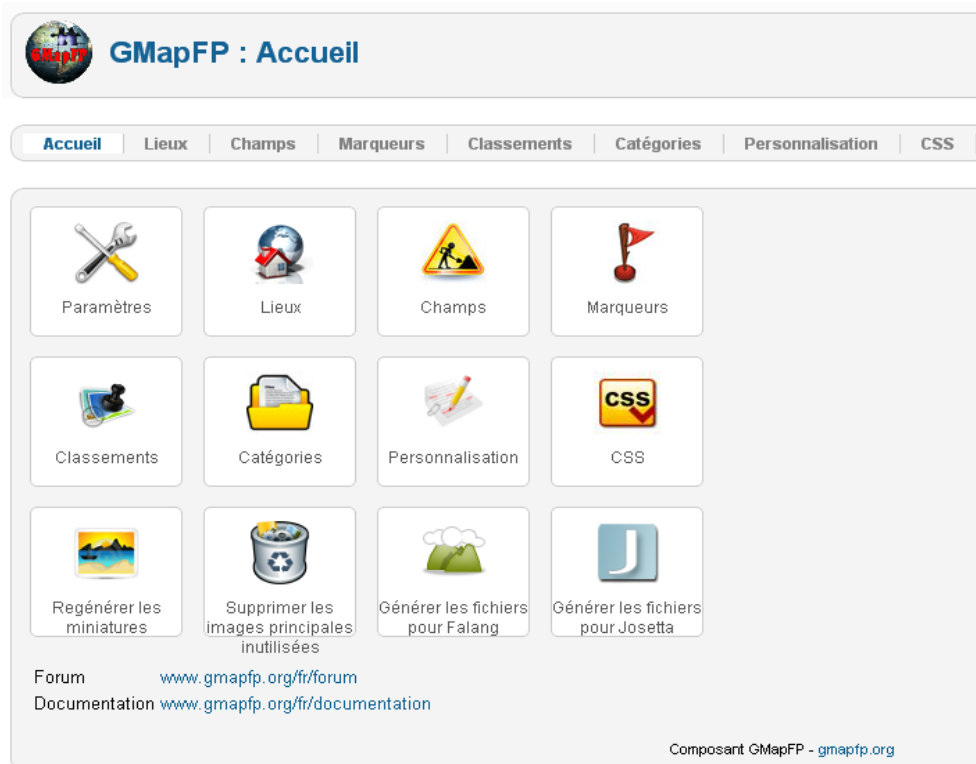 GMapFP
GMapFP : Accueil
Accueil Lieux Champs Marqueurs Classements Catégories Personnalisation CSS
Paramètres Lieux Champs Marqueurs
CSS
Classements Catégories Personnalisation CSS
J
Regénérer les miniatures
Supprimer les images principales inutilisées
Générer les fichiers pour Falang
Générer les fichiers pour Josetta
Forum www.gmapfp.org/fr/forum
Documentation www.gmapfp.org/fr/documentation
Composant GMapFP - gmapfp.org